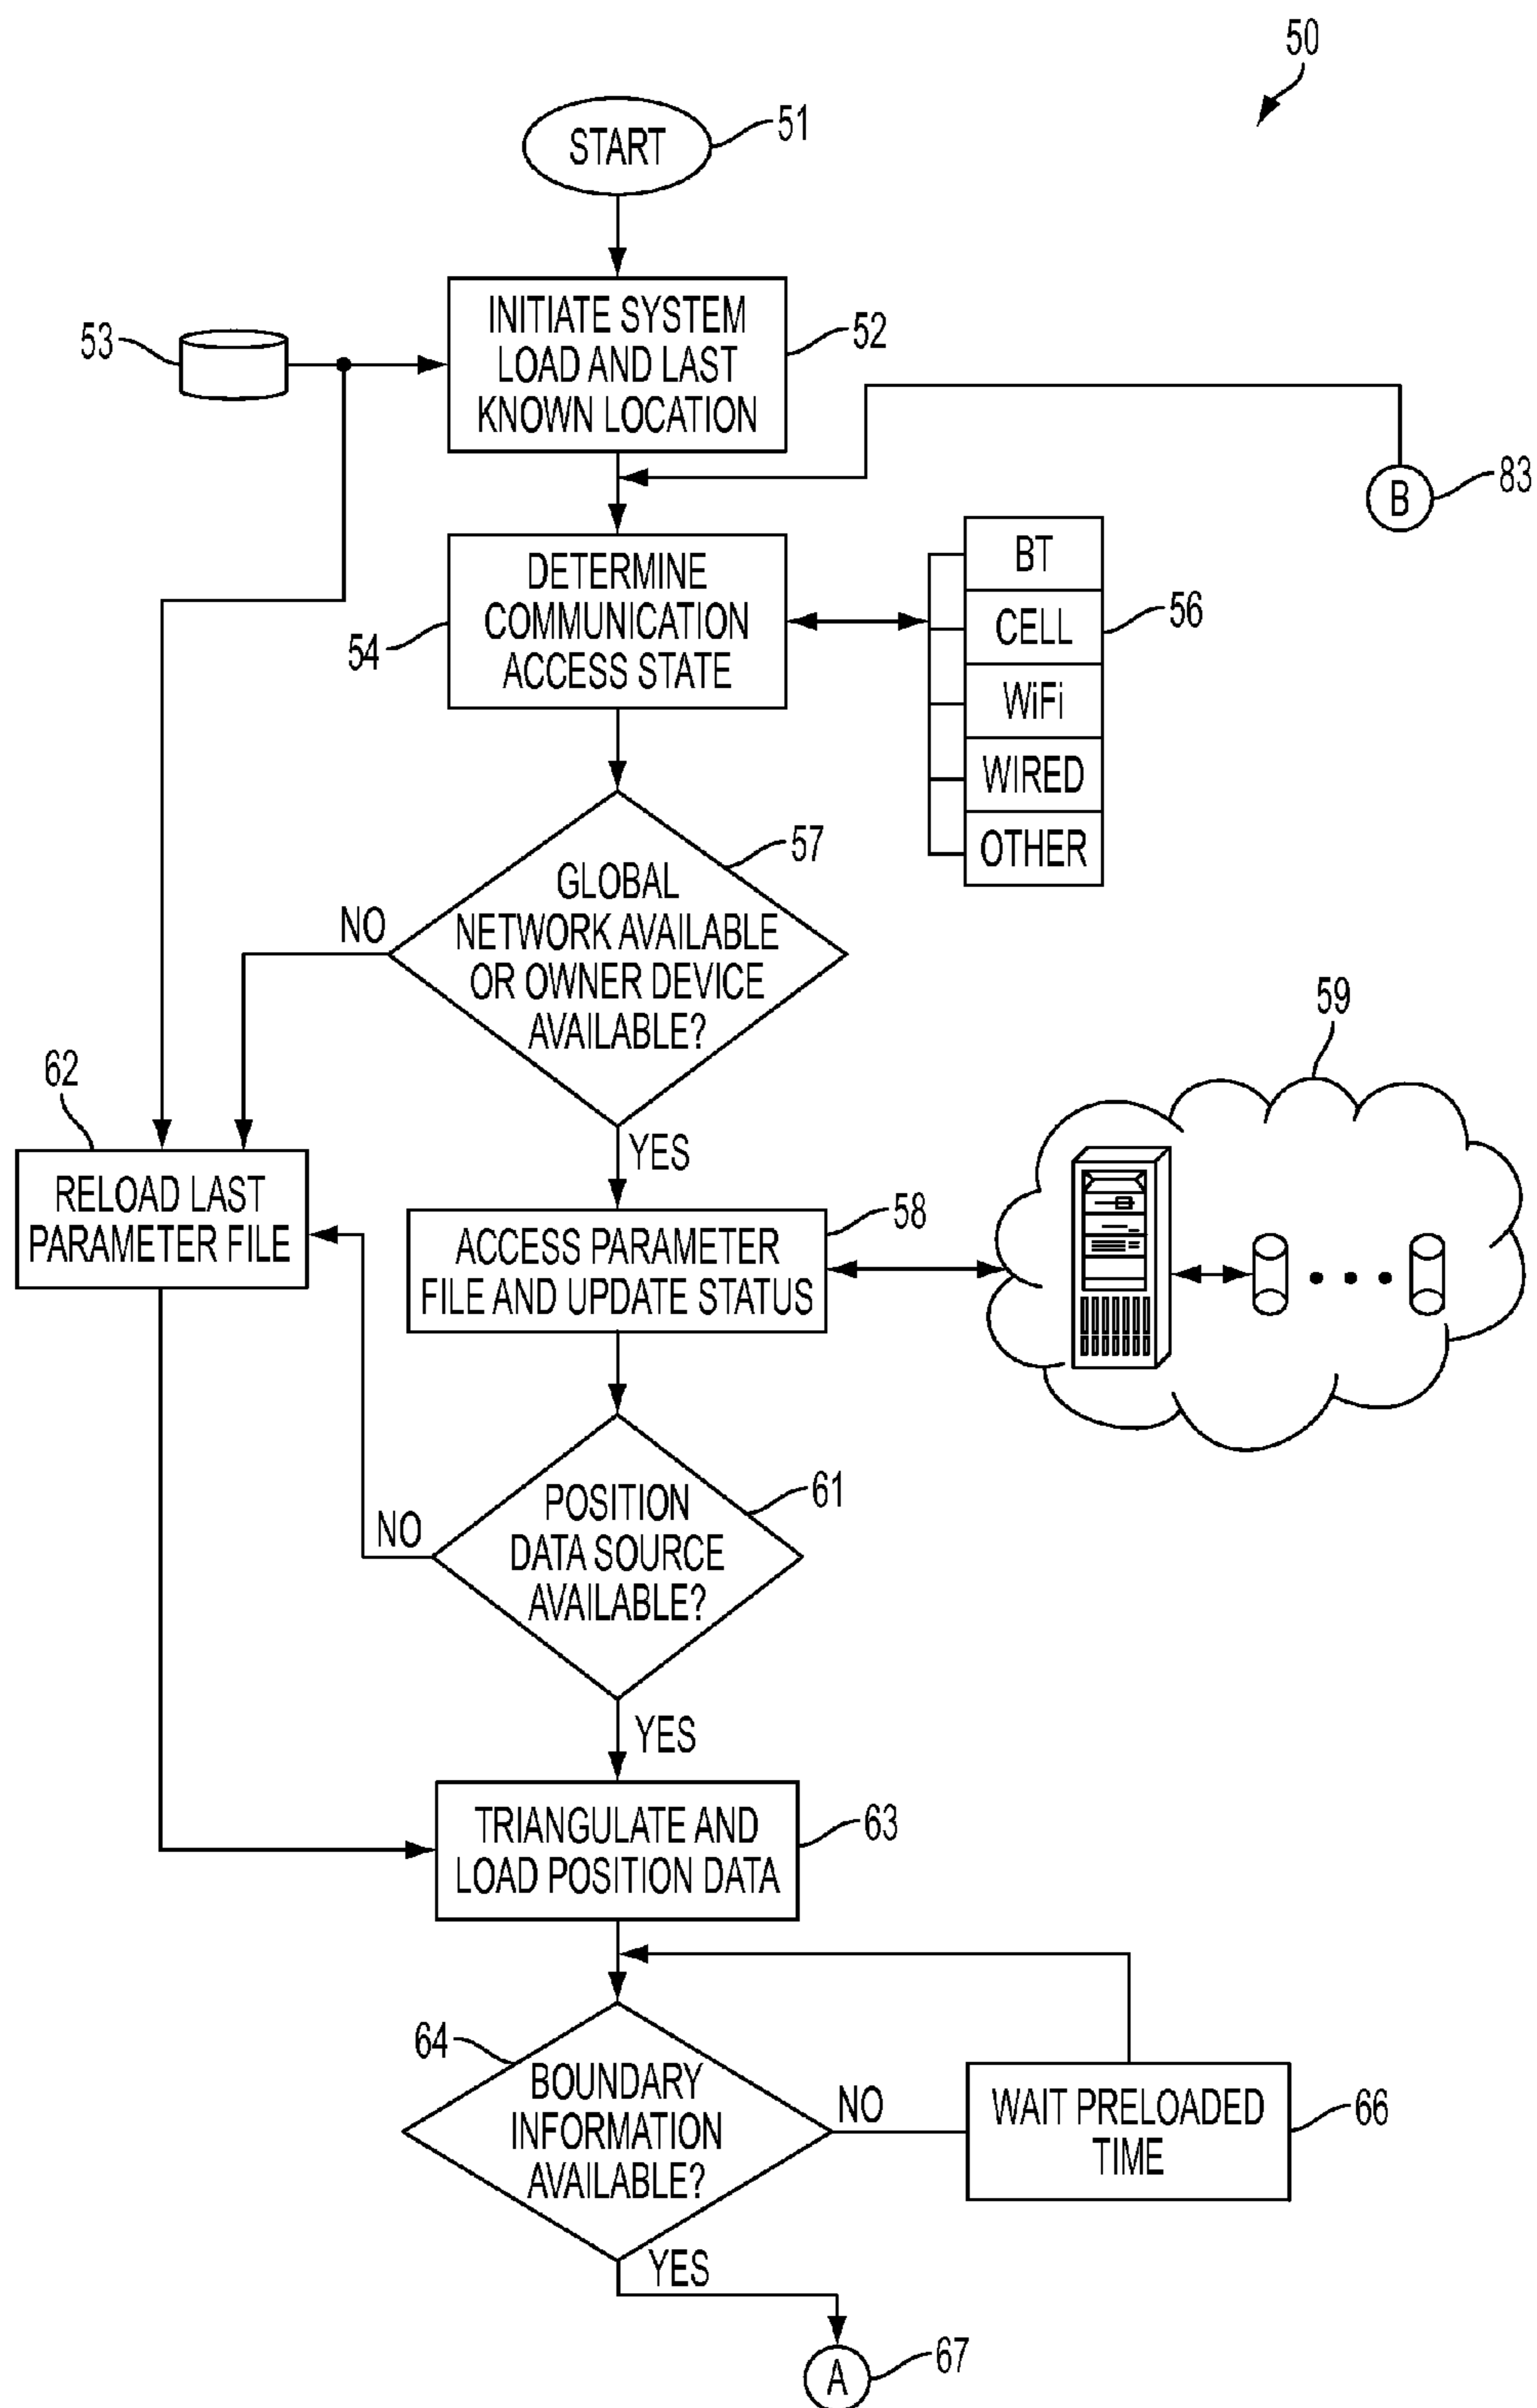 50
START
51
INITIATE SYSTEM
LOAD AND LAST
KNOWN LOCATION
52
53
B
83
DETERMINE
COMMUNICATION
ACCESS STATE
54
BT
CELL
WiFi
WIRED
OTHER
56
GLOBAL
NETWORK AVAILABLE
OR OWNER DEVICE
AVAILABLE?
57
NO
YES
59
62
RELOAD LAST
PARAMETER FILE
ACCESS PARAMETER
FILE AND UPDATE STATUS
58
POSITION
DATA SOURCE
AVAILABLE?
61
NO
YES
TRIANGULATE AND
LOAD POSITION DATA
63
64
BOUNDARY
INFORMATION
AVAILABLE?
NO
WAIT PRELOADED
TIME
66
YES
A
67